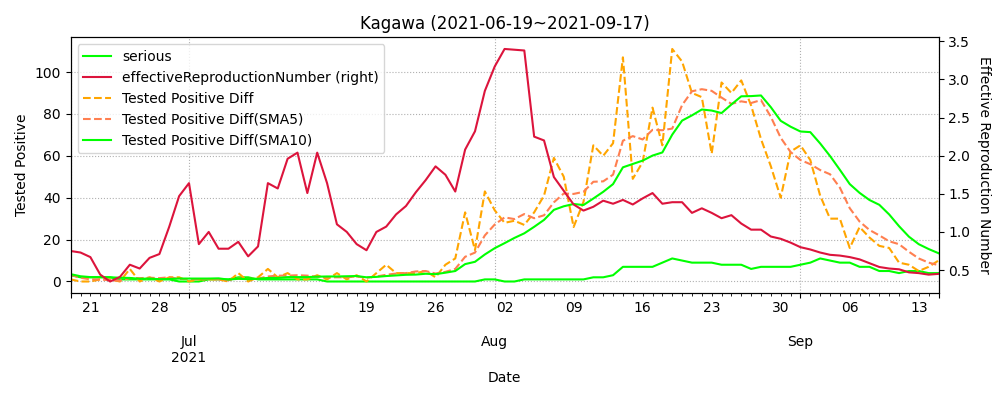 Kagawa (2021-06-19~2021-09-17)
serious
effectiveReproductionNumber (right)
Tested Positive Diff
Tested Positive Diff(SMA5)
Tested Positive Diff(SMA10)
Tested Positive
100
80
60
40
20
0
3.5
3.0
2.5
2.0
1.5
1.0
0.5
Effective Reproduction Number
21 28 05 12 19 26 02 09 16 23 30 06 13
Jul Aug Sep
2021
Date